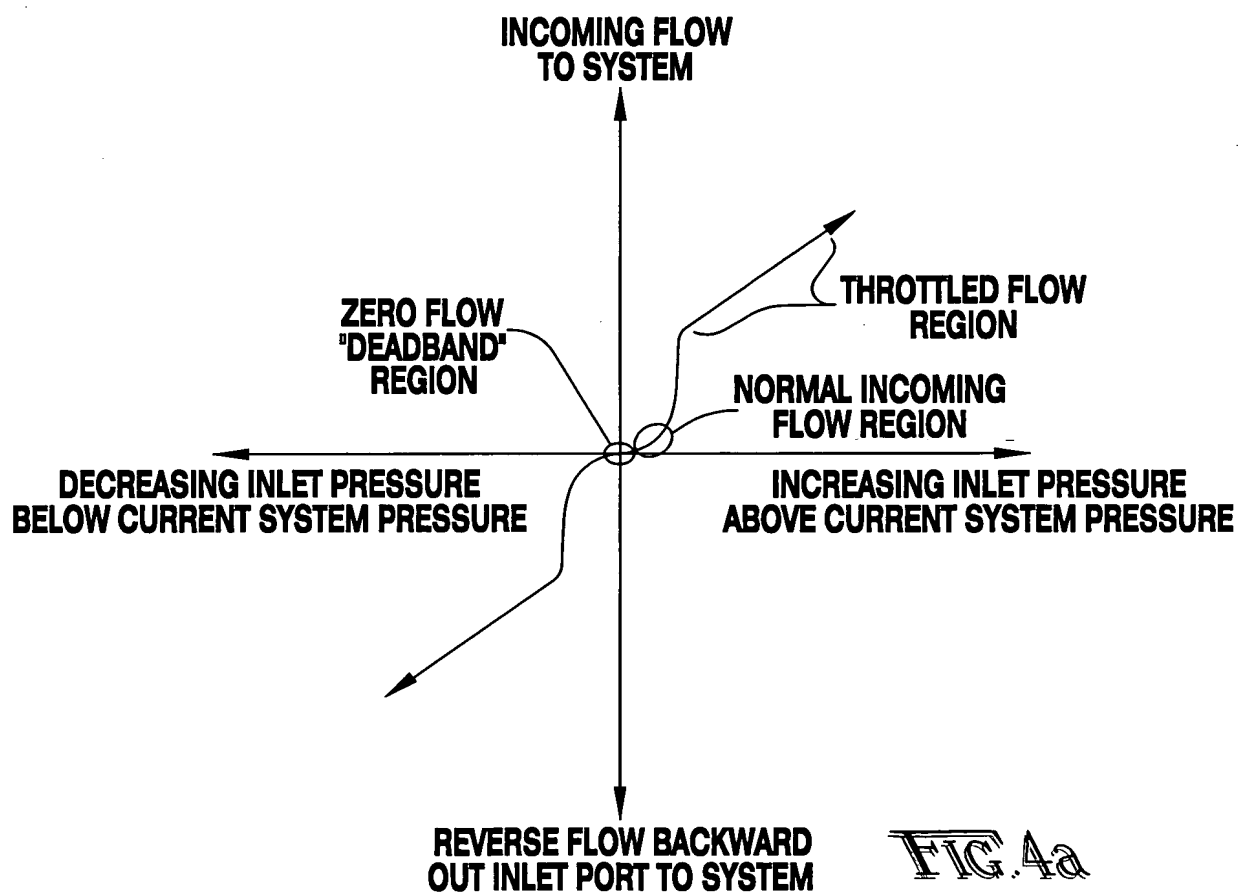 INCOMING FLOW
TO SYSTEM
ZERO FLOW
"DEADBAND"
REGION
THROTTLED FLOW
REGION
NORMAL INCOMING
FLOW REGION
DECREASING INLET PRESSURE
BELOW CURRENT SYSTEM PRESSURE
INCREASING INLET PRESSURE
ABOVE CURRENT SYSTEM PRESSURE
REVERSE FLOW BACKWARD
OUT INLET PORT TO SYSTEM
FIG. 4a